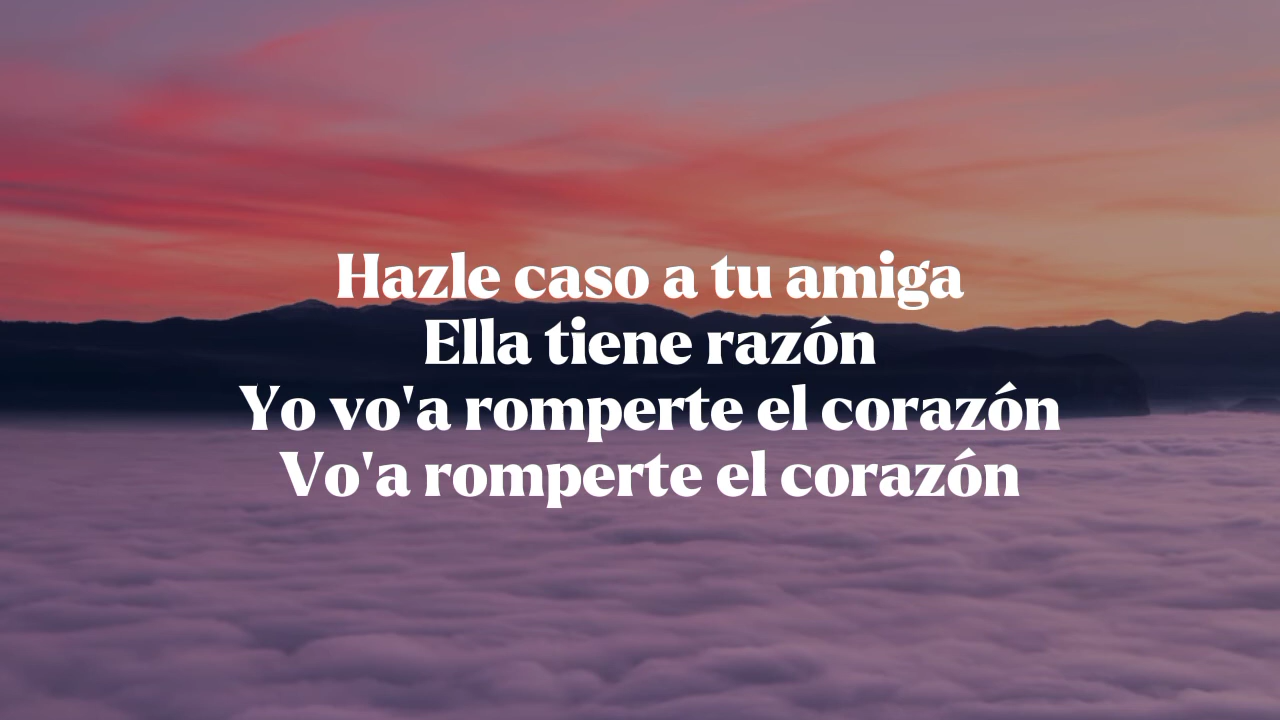 Hazle caso a tu amiga
Ella tiene razón
Yo vo'a romperte el corazón
Vo'a romperte el corazón